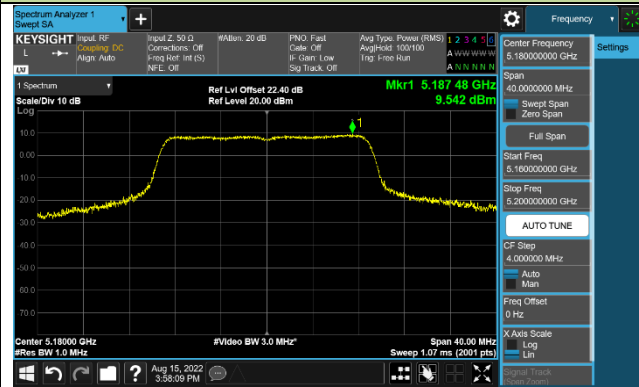 Spectrum Analyzer 1
Swept SA
+
Frequency
KEYSIGHT
L
Input: RF
Coupling: DC
Align: Auto
Input Z: 50 Ω
Corrections: Off
Freq Ref: Int (S)
NFE: Off
#Atten: 20 dB
PNO: Fast
Gate: Off
IF Gain: Low
Sig Track: Off
Avg Type: Power (RMS)
Avg|Hold: 100/100
Trig: Free Run
1 2 3 4 5 6
A W W W W W
A N N N N N
1 Spectrum
Scale/Div 10 dB
Log
Ref Lvl Offset 22.40 dB
Ref Level 20.00 dBm
Mkr1 5.187 48 GHz
9.542 dBm
1
10.0
0.00
-10.0
-20.0
-30.0
-40.0
-50.0
-60.0
-70.0
Center 5.18000 GHz
#Res BW 1.0 MHz
#Video BW 3.0 MHz*
Span 40.00 MHz
Sweep 1.07 ms (2001 pts)
Aug 15, 2022
3:58:09 PM
?
Center Frequency
5.180000000 GHz
Span
40.0000000 MHz
Swept Span
Zero Span
Full Span
Start Freq
5.160000000 GHz
Stop Freq
5.200000000 GHz
AUTO TUNE
CF Step
4.000000 MHz
Auto
Man
Freq Offset
0 Hz
X Axis Scale
Log
Lin
Signal Track
(Span Zoom)
Settings